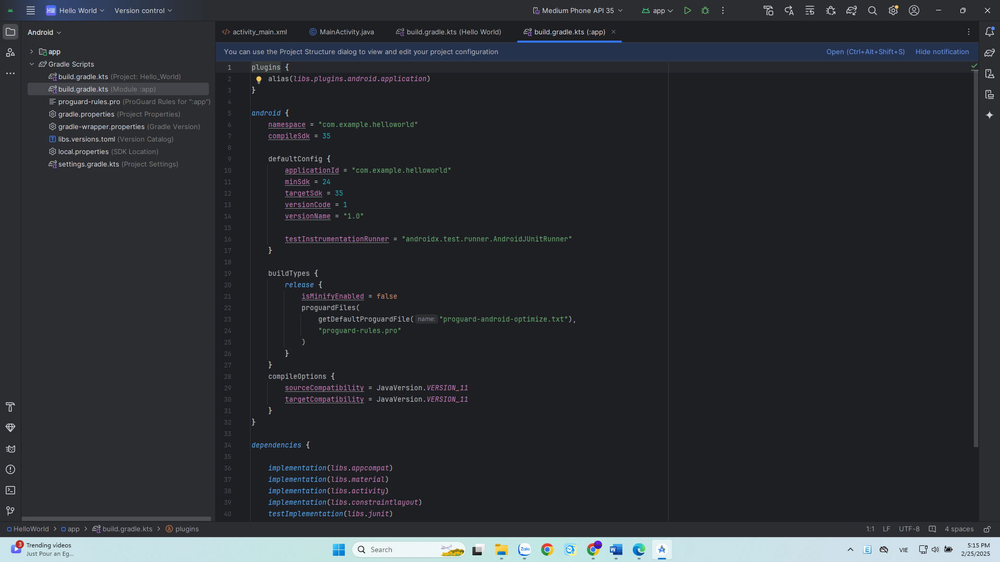 HW Hello World
Version control
Medium Phone API 35
app
Android
app
Gradle Scripts
build.gradle.kts (Project: Hello_World)
build.gradle.kts (Module :app)
proguard-rules.pro (ProGuard Rules for ":app")
gradle.properties (Project Properties)
gradle-wrapper.properties (Gradle Version)
libs.versions.toml (Version Catalog)
local.properties (SDK Location)
settings.gradle.kts (Project Settings)
activity_main.xml
MainActivity.java
build.gradle.kts (Hello World)
build.gradle.kts (:app)
You can use the Project Structure dialog to view and edit your project configuration
Open (Ctrl+Alt+Shift+S)
Hide notification
1 plugins {
2 alias(libs.plugins.android.application)
3 }
4
5 android {
6 namespace = "com.example.helloworld"
7 compileSdk = 35
8
9 defaultConfig {
10 applicationId = "com.example.helloworld"
11 minSdk = 24
12 targetSdk = 35
13 versionCode = 1
14 versionName = "1.0"
15
16 testInstrumentationRunner = "androidx.test.runner.AndroidJUnitRunner"
17 }
18
19 buildTypes {
20 release {
21 isMinifyEnabled = false
22 proguardFiles(
23 getDefaultProguardFile( name: "proguard-android-optimize.txt"),
24 "proguard-rules.pro"
25 )
26 }
27 }
28 compileOptions {
29 sourceCompatibility = JavaVersion.VERSION_11
30 targetCompatibility = JavaVersion.VERSION_11
31 }
32 }
33
34 dependencies {
35
36 implementation(libs.appcompat)
37 implementation(libs.material)
38 implementation(libs.activity)
39 implementation(libs.constraintlayout)
40 testImplementation(libs.junit)
HelloWorld > app > build.gradle.kts > plugins
1:1 LF UTF-8 4 spaces
3
Trending videos
Just Pour an Eg...
Search
Zalo
W
E
VIE
5:15 PM
2/25/2025